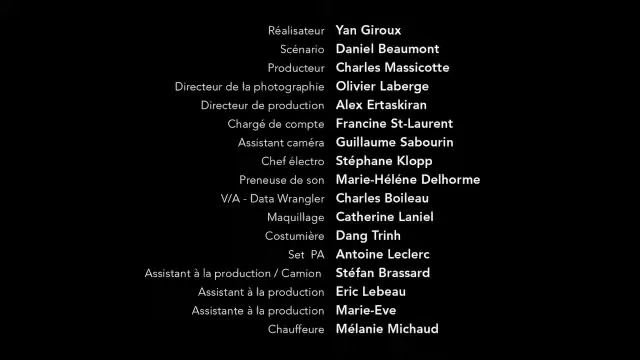 Réalisateur Yan Giroux
Scénario Daniel Beaumont
Producteur Charles Massicotte
Directeur de la photographie Olivier Laberge
Directeur de production Alex Ertaskiran
Chargé de compte Francine St-Laurent
Assistant caméra Guillaume Sabourin
Chef électro Stéphane Klopp
Preneuse de son Marie-Héléne Delhorme
V/A - Data Wrangler Charles Boileau
Maquillage Catherine Laniel
Costumière Dang Trinh
Set PA Antoine Leclerc
Assistant à la production / Camion Stéfan Brassard
Assistant à la production Eric Lebeau
Assistante à la production Marie-Eve
Chauffeure Mélanie Michaud